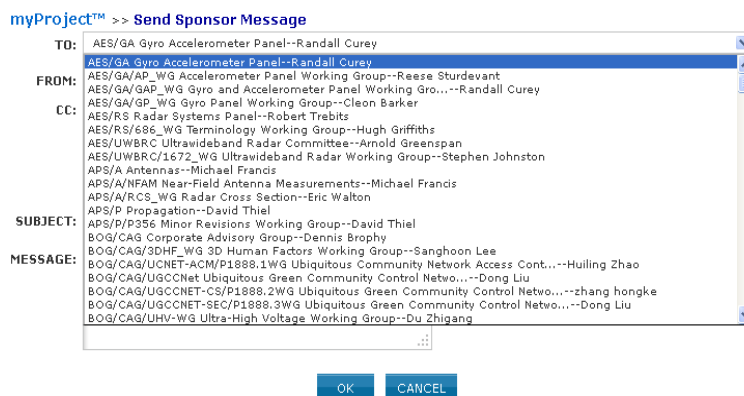 myProject™ >> Send Sponsor Message
TO: AES/GA Gyro Accelerometer Panel--Randall Curey
AES/GA Gyro Accelerometer Panel--Randall Curey
AES/GA/AP_WG Accelerometer Panel Working Group--Reese Sturdevant
FROM:
AES/GA/GAP_WG Gyro and Accelerometer Panel Working Gro...--Randall Curey
AES/GA/GP_WG Gyro Panel Working Group--Cleon Barker
CC:
AES/RS Radar Systems Panel--Robert Trebits
AES/RS/686_WG Terminology Working Group--Hugh Griffiths
AES/UWBRC Ultrawideband Radar Committee--Arnold Greenspan
AES/UWBRC/1672_WG Ultrawideband Radar Working Group--Stephen Johnston
APS/A Antennas--Michael Francis
APS/A/NFAM Near-Field Antenna Measurements--Michael Francis
APS/A/RCS_WG Radar Cross Section--Eric Walton
APS/P Propagation--David Thiel
SUBJECT:
APS/P/P356 Minor Revisions Working Group--David Thiel
BOG/CAG Corporate Advisory Group--Dennis Brophy
BOG/CAG/3DHF_WG 3D Human Factors Working Group--Sanghoon Lee
MESSAGE:
BOG/CAG/UCNET-ACM/P1888.1WG Ubiquitous Community Network Access Cont...--Huiling Zhao
BOG/CAG/UGCCNet Ubiquitous Green Community Control Netwo...--Dong Liu
BOG/CAG/UGCCNET-CS/P1888.2WG Ubiquitous Green Community Control Netwo...--zhang hongke
BOG/CAG/UGCCNET-SEC/P1888.3WG Ubiquitous Green Community Control Netwo...--Dong Liu
BOG/CAG/UHV-WG Ultra-High Voltage Working Group--Du Zhigang
OK CANCEL